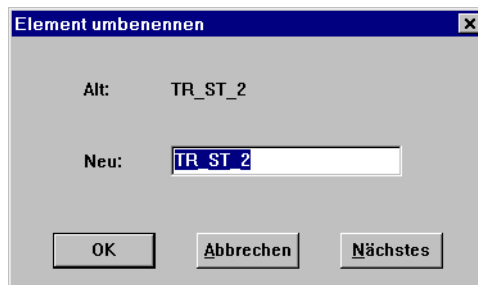 Element umbenennen
Alt: TR_ST_2
Neu: TR_ST_2
OK Abbrechen Nächstes